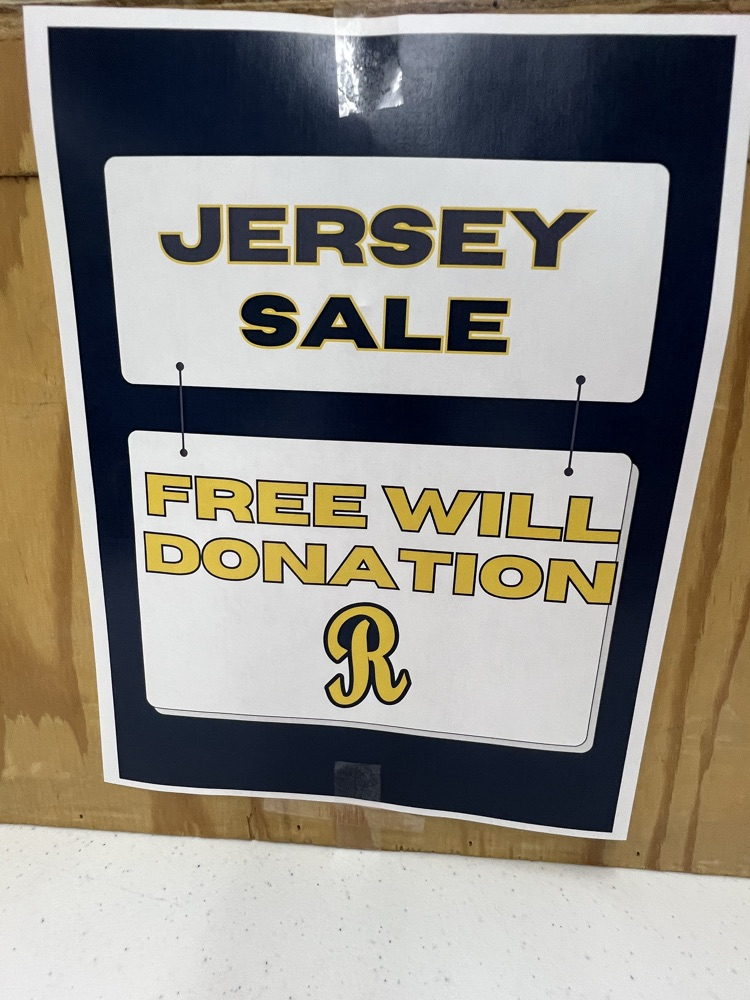 JERSEY
SALE
FREE WILL
DONATION
R